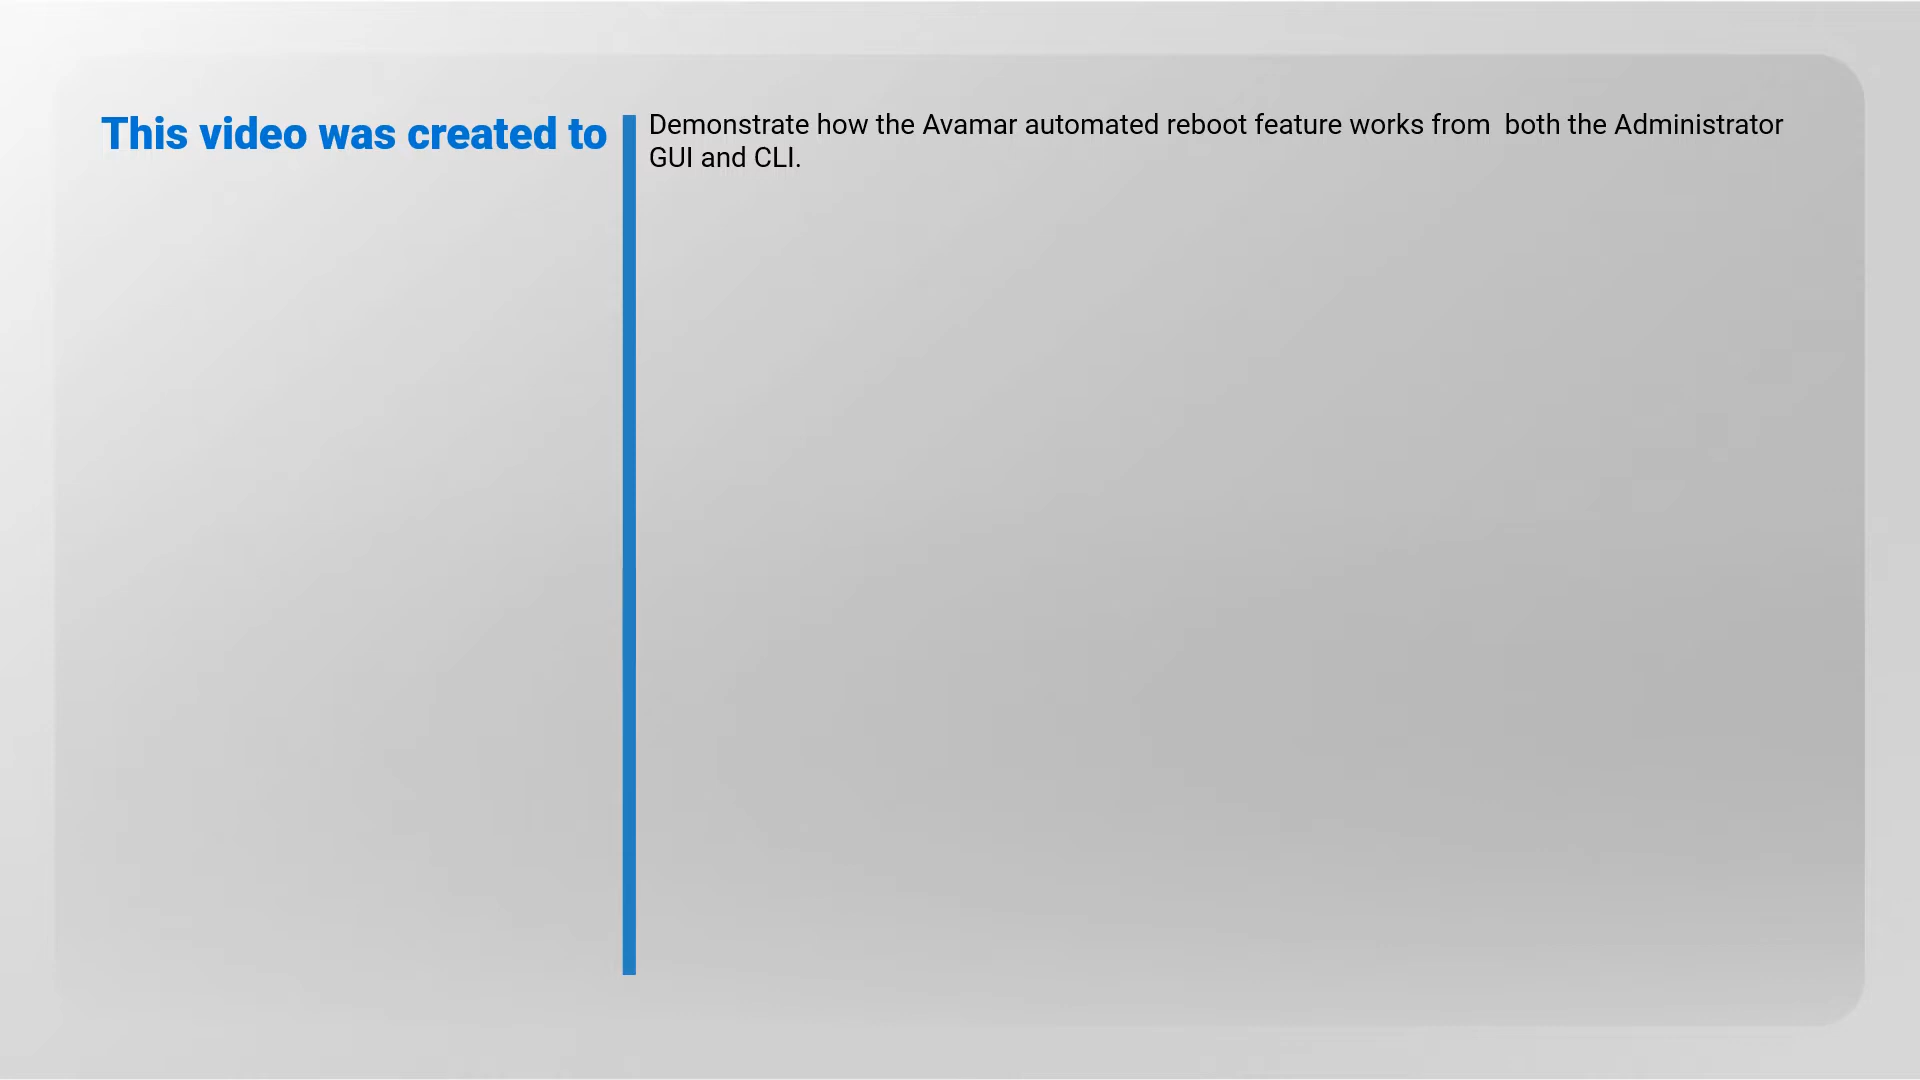 This video was created to
Demonstrate how the Avamar automated reboot feature works from  both the Administrator
GUI and CLI.